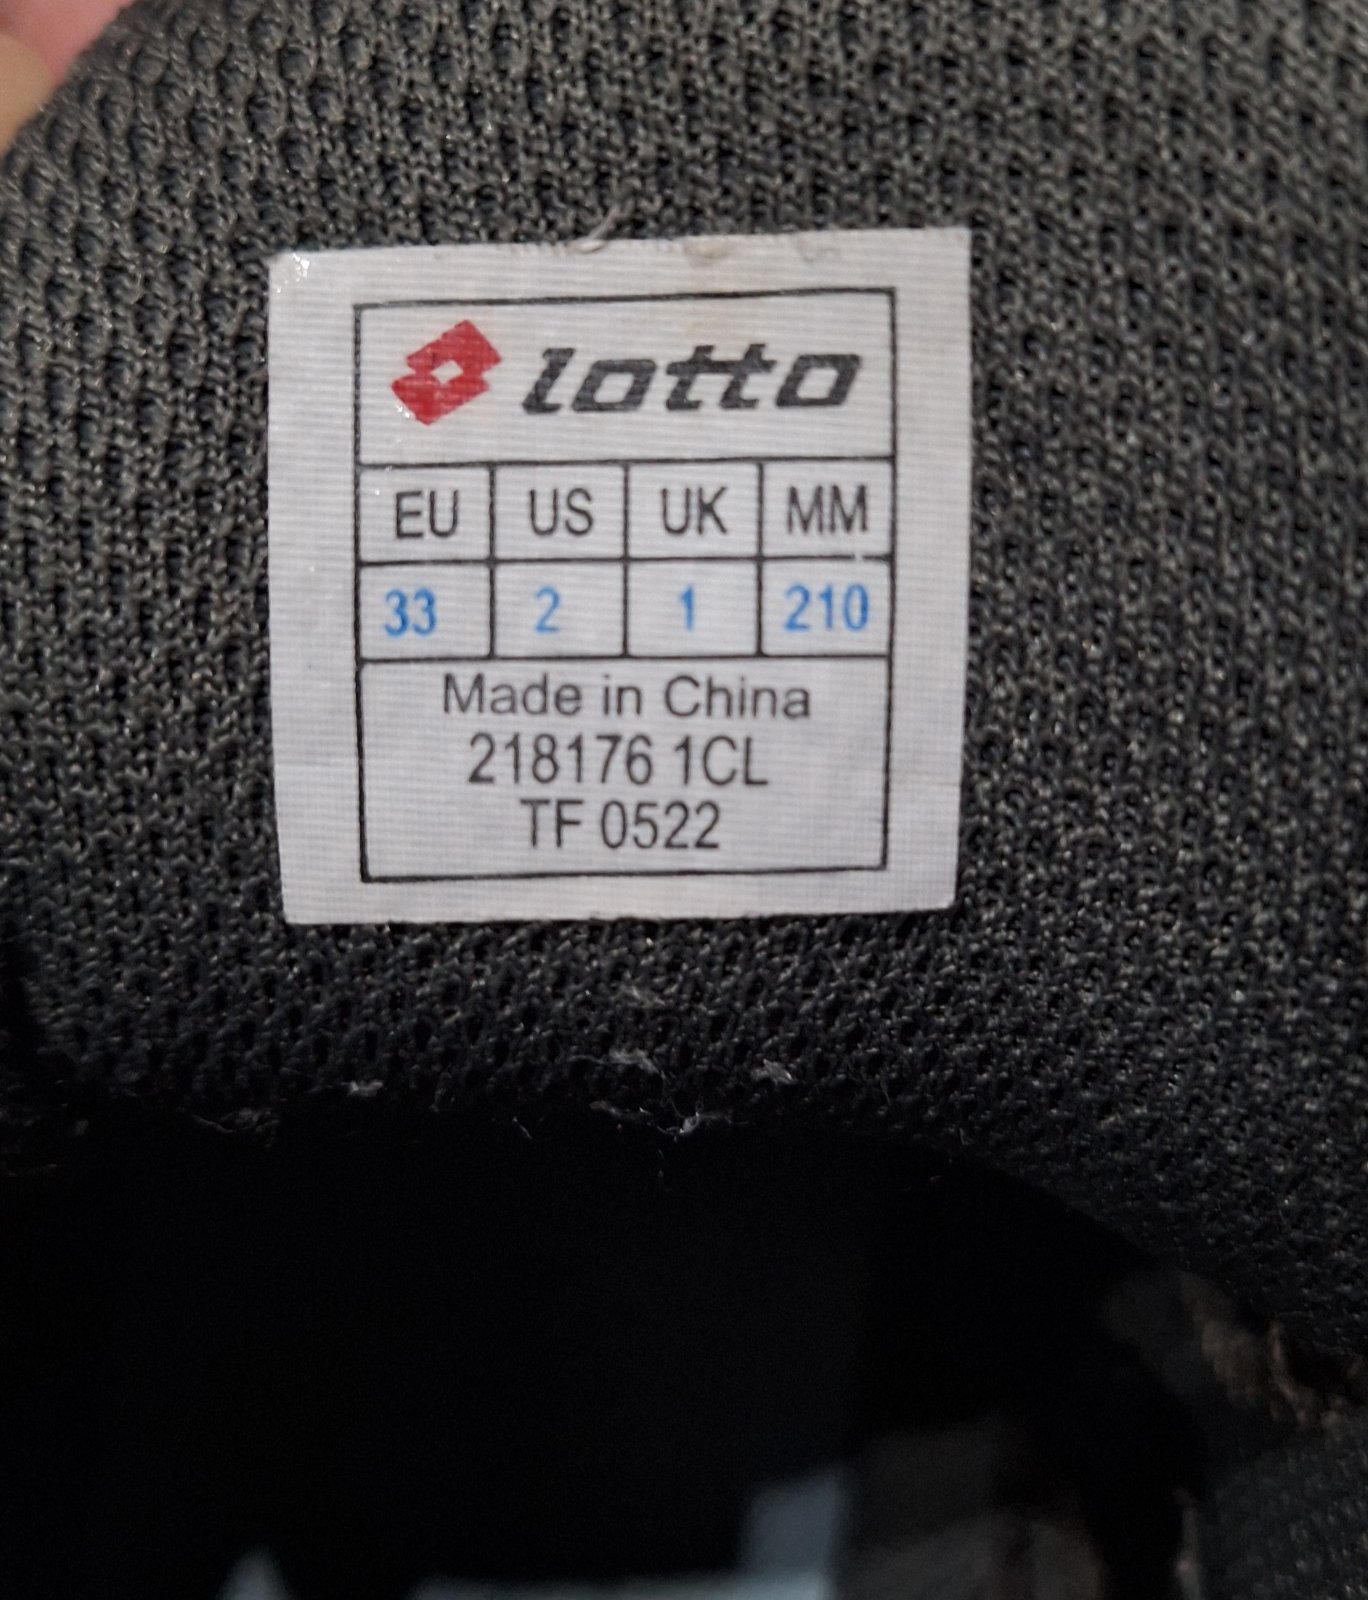 lotto
EU US UK MM
33 2 1 210
Made in China
218176 1CL
TF 0522